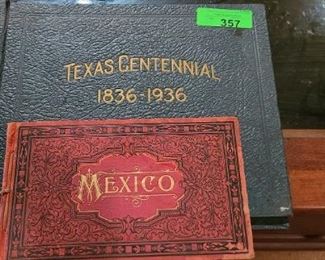 357
TEXAS CENTENNIAL
1836-1936
MEXICO